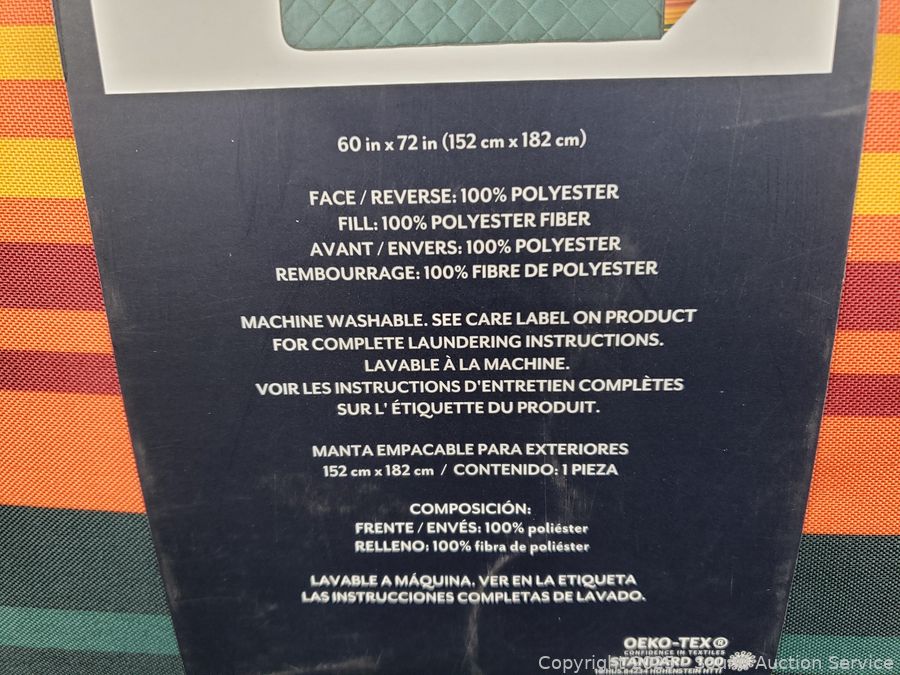 60 in x 72 in (152 cm x 182 cm)
FACE / REVERSE: 100% POLYESTER
FILL: 100% POLYESTER FIBER
AVANT / ENVERS: 100% POLYESTER
REMBOURRAGE: 100% FIBRE DE POLYESTER
MACHINE WASHABLE. SEE CARE LABEL ON PRODUCT
FOR COMPLETE LAUNDERING INSTRUCTIONS.
LAVABLE À LA MACHINE.
VOIR LES INSTRUCTIONS D'ENTRETIEN COMPLÈTES
SUR L' ÉTIQUETTE DU PRODUIT.
MANTA EMPACABLE PARA EXTERIORES
152 cm x 182 cm / CONTENIDO: 1 PIEZA
COMPOSICIÓN:
FRENTE / ENVÉS: 100% poliéster
RELLENO: 100% fibra de poliéster
LAVABLE A MÁQUINA. VER EN LA ETIQUETA
LAS INSTRUCCIONES COMPLETAS DE LAVADO.
OEKO-TEX®
CONFIDENCE IN TEXTILES
STANDARD 100
HOHENSTEIN HTTI
Copyright Auction Service